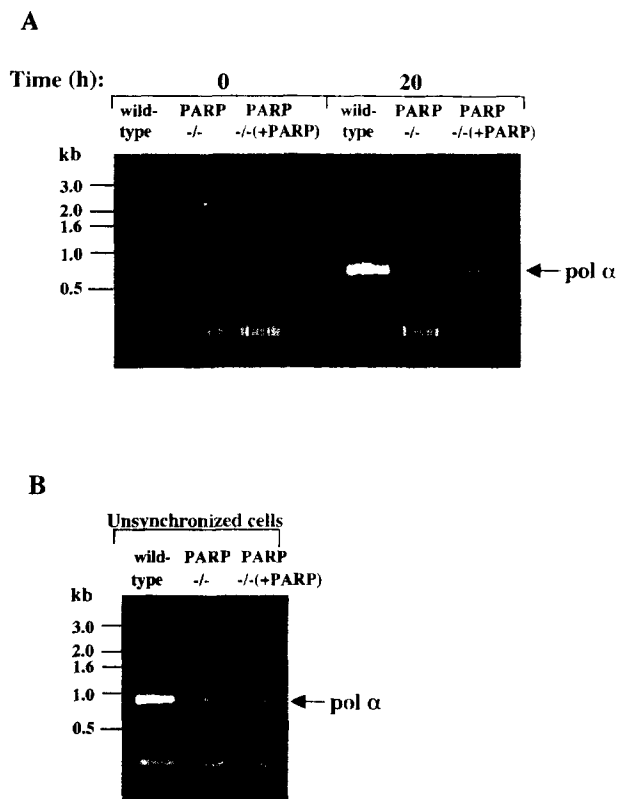 A
Time (h): 0 20
wild- PARP PARP wild- PARP PARP
type -/- -/-(+PARP) type -/- -/-(+PARP)
kb
3.0
2.0
1.6
1.0
pol α
0.5
B
Unsynchronized cells
wild- PARP PARP
type -/- -/-(+PARP)
kb
3.0
2.0
1.6
1.0
pol α
0.5